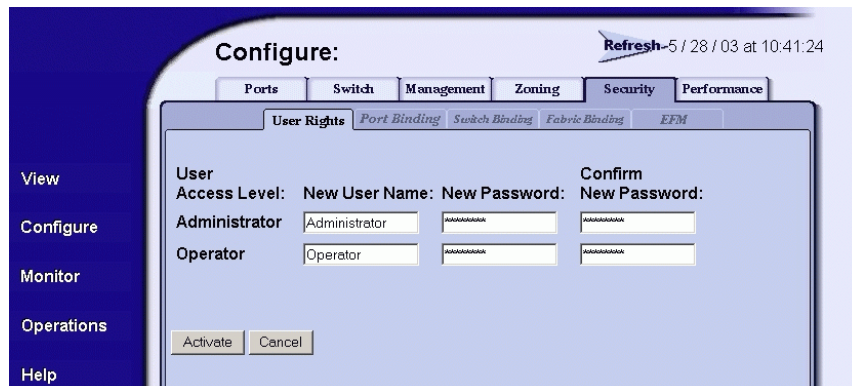 Configure:
Refresh-5 / 28 / 03 at 10:41:24
Ports Switch Management Zoning Security Performance
User Rights Port Binding Switch Binding Fabric Binding EFM
View
Configure
Monitor
Operations
Help
User
Access Level: New User Name: New Password: Confirm
New Password:
Administrator Administrator *********
*********
Operator Operator *********
*********
Activate Cancel